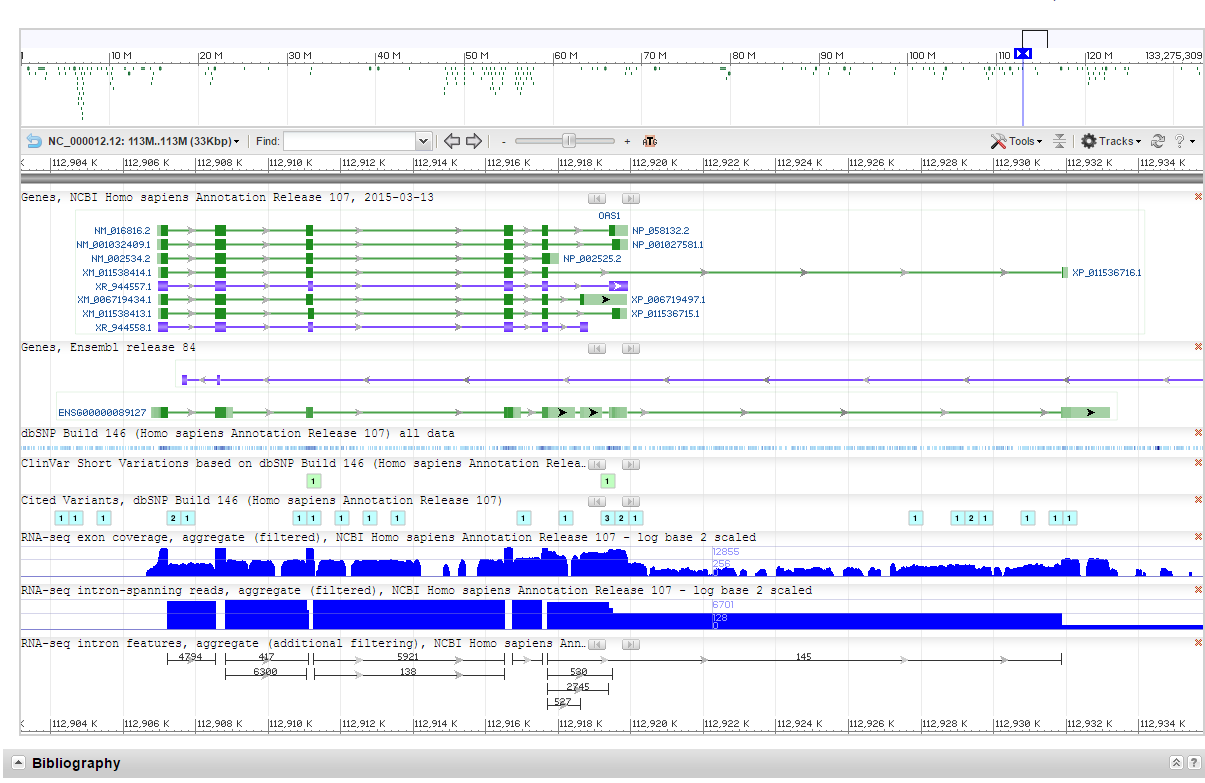 10 M 20 M 30 M 40 M 50 M 60 M 70 M 80 M 90 M 100 M 110 120 M 133,275,309
NC_000012.12: 113M..113M (33Kbp) Find: - + ATG Tools Tracks ?
112,904 K 112,906 K 112,908 K 112,910 K 112,912 K 112,914 K 112,916 K 112,918 K 112,920 K 112,922 K 112,924 K 112,926 K 112,928 K 112,930 K 112,932 K 112,934 K
Genes, NCBI Homo sapiens Annotation Release 107, 2015-03-13
OAS1
NM_016816.2 NP_058132.2
NM_001032409.1 NP_001027581.1
NM_002534.2 NP_002525.2
XM_011538414.1 XP_011536716.1
XR_944557.1
XM_006719434.1 XP_006719497.1
XM_011538413.1 XP_011536715.1
XR_944558.1
Genes, Ensembl release 84
ENSG00000089127
dbSNP Build 146 (Homo sapiens Annotation Release 107) all data
ClinVar Short Variations based on dbSNP Build 146 (Homo sapiens Annotation Relea…
1 1
Cited Variants, dbSNP Build 146 (Homo sapiens Annotation Release 107)
1 1 1 2 1 1 1 1 1 1 1 1 3 2 1 1 1 2 1 1 1 1
RNA-seq exon coverage, aggregate (filtered), NCBI Homo sapiens Annotation Release 107 - log base 2 scaled
12855
256
0
RNA-seq intron-spanning reads, aggregate (filtered), NCBI Homo sapiens Annotation Release 107 - log base 2 scaled
6701
128
0
RNA-seq intron features, aggregate (additional filtering), NCBI Homo sapiens Ann…
4794 417 5921 145
6300 138 530
2745
527
112,904 K 112,906 K 112,908 K 112,910 K 112,912 K 112,914 K 112,916 K 112,918 K 112,920 K 112,922 K 112,924 K 112,926 K 112,928 K 112,930 K 112,932 K 112,934 K
Bibliography ?